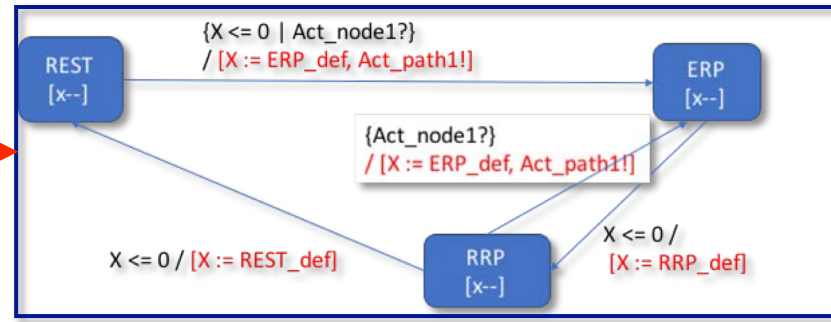 {X <= 0 | Act_node1?}
/ [X := ERP_def, Act_path1!]
REST
[x--]
ERP
[x--]
{Act_node1?}
/ [X := ERP_def, Act_path1!]
X <= 0 / [X := REST_def]
RRP
[x--]
X <= 0 /
[X := RRP_def]